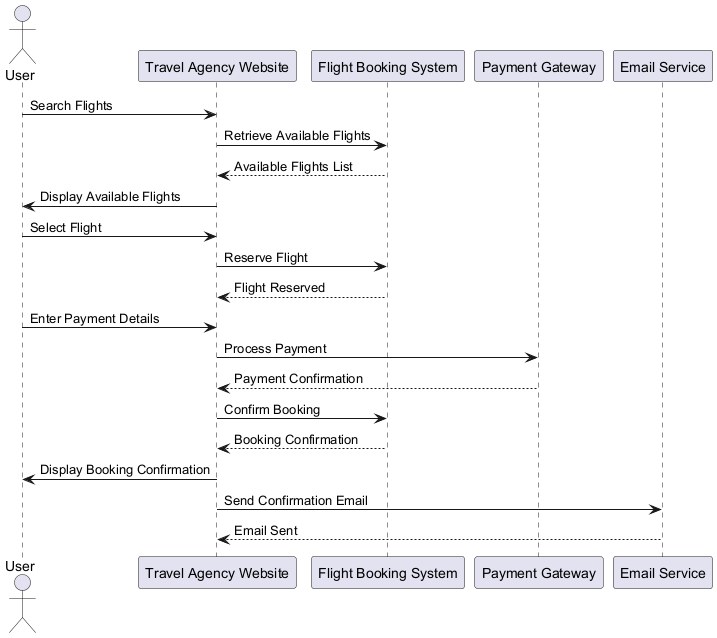 User
Travel Agency Website
Flight Booking System
Payment Gateway
Email Service
Search Flights
Retrieve Available Flights
Available Flights List
Display Available Flights
Select Flight
Reserve Flight
Flight Reserved
Enter Payment Details
Process Payment
Payment Confirmation
Confirm Booking
Booking Confirmation
Display Booking Confirmation
Send Confirmation Email
Email Sent
User
Travel Agency Website
Flight Booking System
Payment Gateway
Email Service